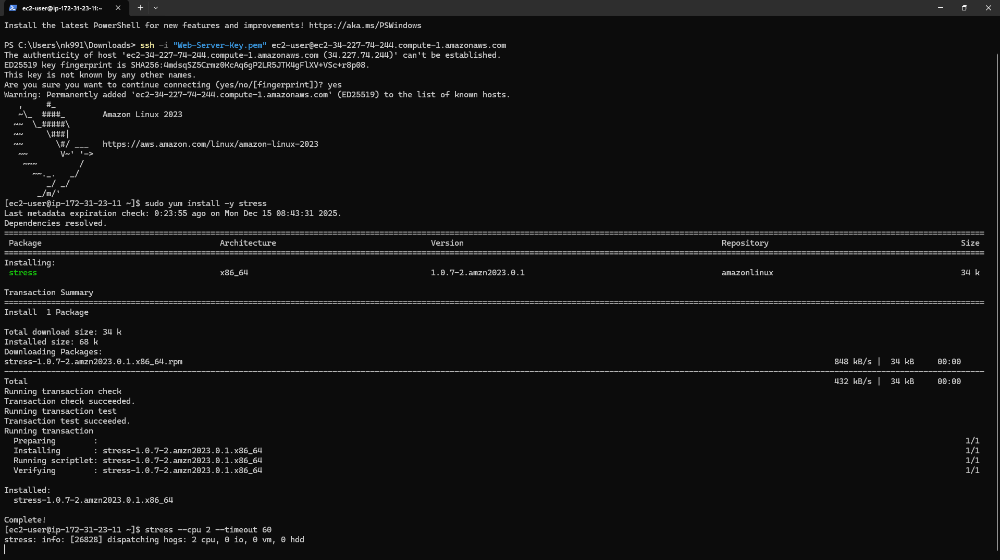 ec2-user@ip-172-31-23-11:~
Install the latest PowerShell for new features and improvements! https://aka.ms/PSWindows
PS C:\Users\nk991\Downloads> ssh -i "Web-Server-Key.pem" ec2-user@ec2-34-227-74-244.compute-1.amazonaws.com
The authenticity of host 'ec2-34-227-74-244.compute-1.amazonaws.com (34.227.74.244)' can't be established.
ED25519 key fingerprint is SHA256:4mdsqSZ5Crmz0KcAq6gP2LR5JTK4gFlXV+VSc+r8p08.
This key is not known by any other names.
Are you sure you want to continue connecting (yes/no/[fingerprint])? yes
Warning: Permanently added 'ec2-34-227-74-244.compute-1.amazonaws.com' (ED25519) to the list of known hosts.
   ,     #_
   ~\_  ####_        Amazon Linux 2023
  ~~  \_#####\
  ~~     \###|
  ~~       \#/ ___   https://aws.amazon.com/linux/amazon-linux-2023
   ~~       V~' '->
    ~~~         /
      ~~._.   _/
         _/ _/
       _/m/'
[ec2-user@ip-172-31-23-11 ~]$ sudo yum install -y stress
Last metadata expiration check: 0:23:55 ago on Mon Dec 15 08:43:31 2025.
Dependencies resolved.
Package Architecture Version Repository Size
Installing:
stress x86_64 1.0.7-2.amzn2023.0.1 amazonlinux 34 k
Transaction Summary
Install  1 Package
Total download size: 34 k
Installed size: 68 k
Downloading Packages:
stress-1.0.7-2.amzn2023.0.1.x86_64.rpm 848 kB/s |  34 kB     00:00
Total 432 kB/s |  34 kB     00:00
Running transaction check
Transaction check succeeded.
Running transaction test
Transaction test succeeded.
Running transaction
  Preparing        : 1/1
  Installing       : stress-1.0.7-2.amzn2023.0.1.x86_64 1/1
  Running scriptlet: stress-1.0.7-2.amzn2023.0.1.x86_64 1/1
  Verifying        : stress-1.0.7-2.amzn2023.0.1.x86_64 1/1
Installed:
  stress-1.0.7-2.amzn2023.0.1.x86_64
Complete!
[ec2-user@ip-172-31-23-11 ~]$ stress --cpu 2 --timeout 60
stress: info: [26828] dispatching hogs: 2 cpu, 0 io, 0 vm, 0 hdd